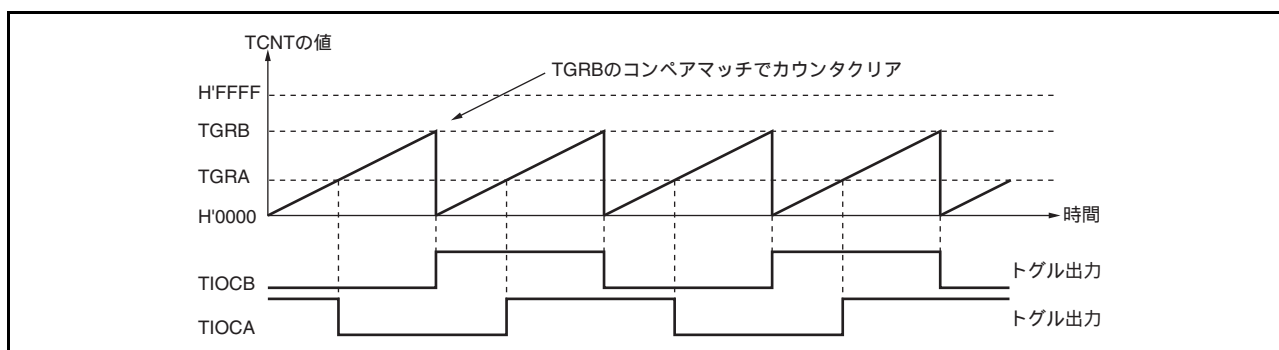 TCNTの値
TGRBのコンペアマッチでカウンタクリア
H'FFFF
TGRB
TGRA
H'0000
時間
TIOCB
トグル出力
TIOCA
トグル出力